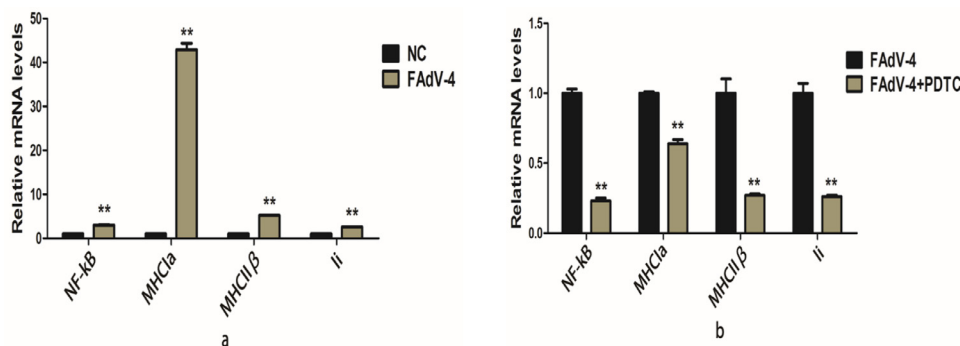 Relative mRNA levels
50
40
30
20
10
0
**
**
**
**
NC
FAdV-4
NF-kB
MHCIa
MHCII β
Ii
a
Relative mRNA levels
1.5
1.0
0.5
0.0
**
**
**
**
FAdV-4
FAdV-4+PDTC
NF-kB
MHCIa
MHCII β
Ii
b